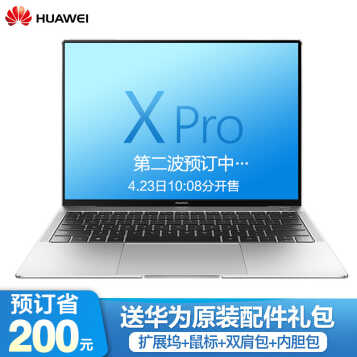 HUAWEI
X Pro
第二波预订中…
4.23日10:08分开售
预订省
200元
送华为原装配件礼包
扩展坞+鼠标+双肩包+内胆包